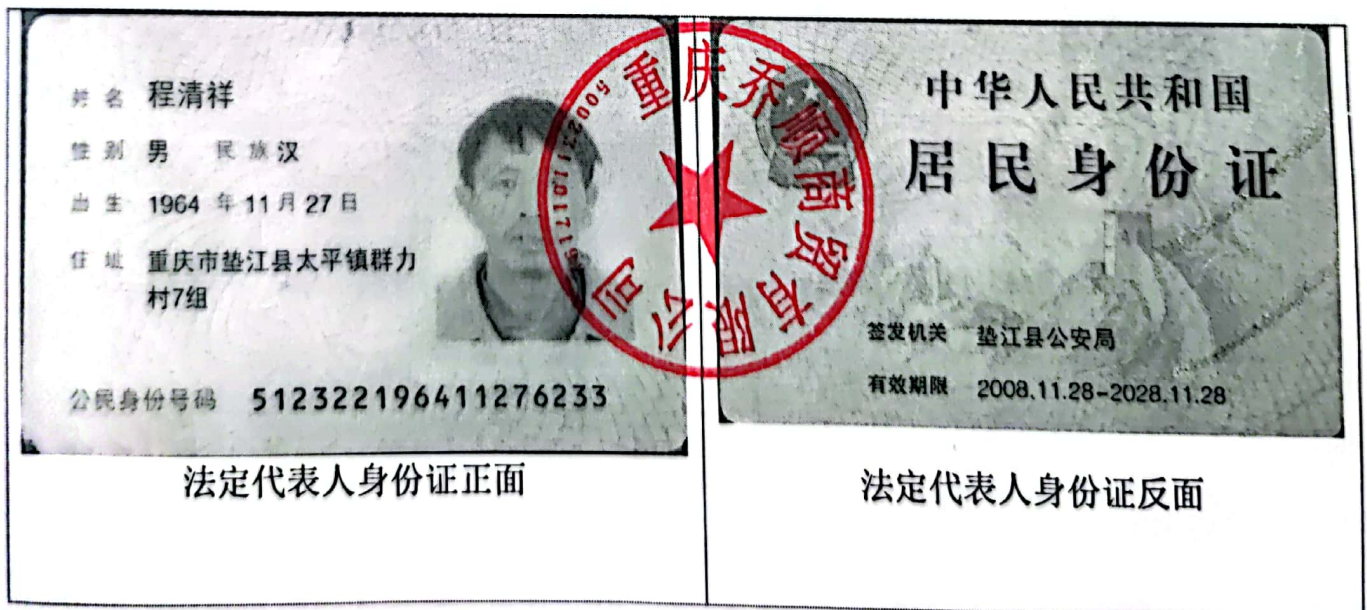 姓名 程清祥
性别 男 民族 汉
出生 1964 年 11 月 27 日
住址 重庆市垫江县太平镇群力
村7组
公民身份号码 512322196411276233
法定代表人身份证正面
重庆乔顺商贸有限公司
中华人民共和国
居民身份证
签发机关 垫江县公安局
有效期限 2008.11.28-2028.11.28
法定代表人身份证反面